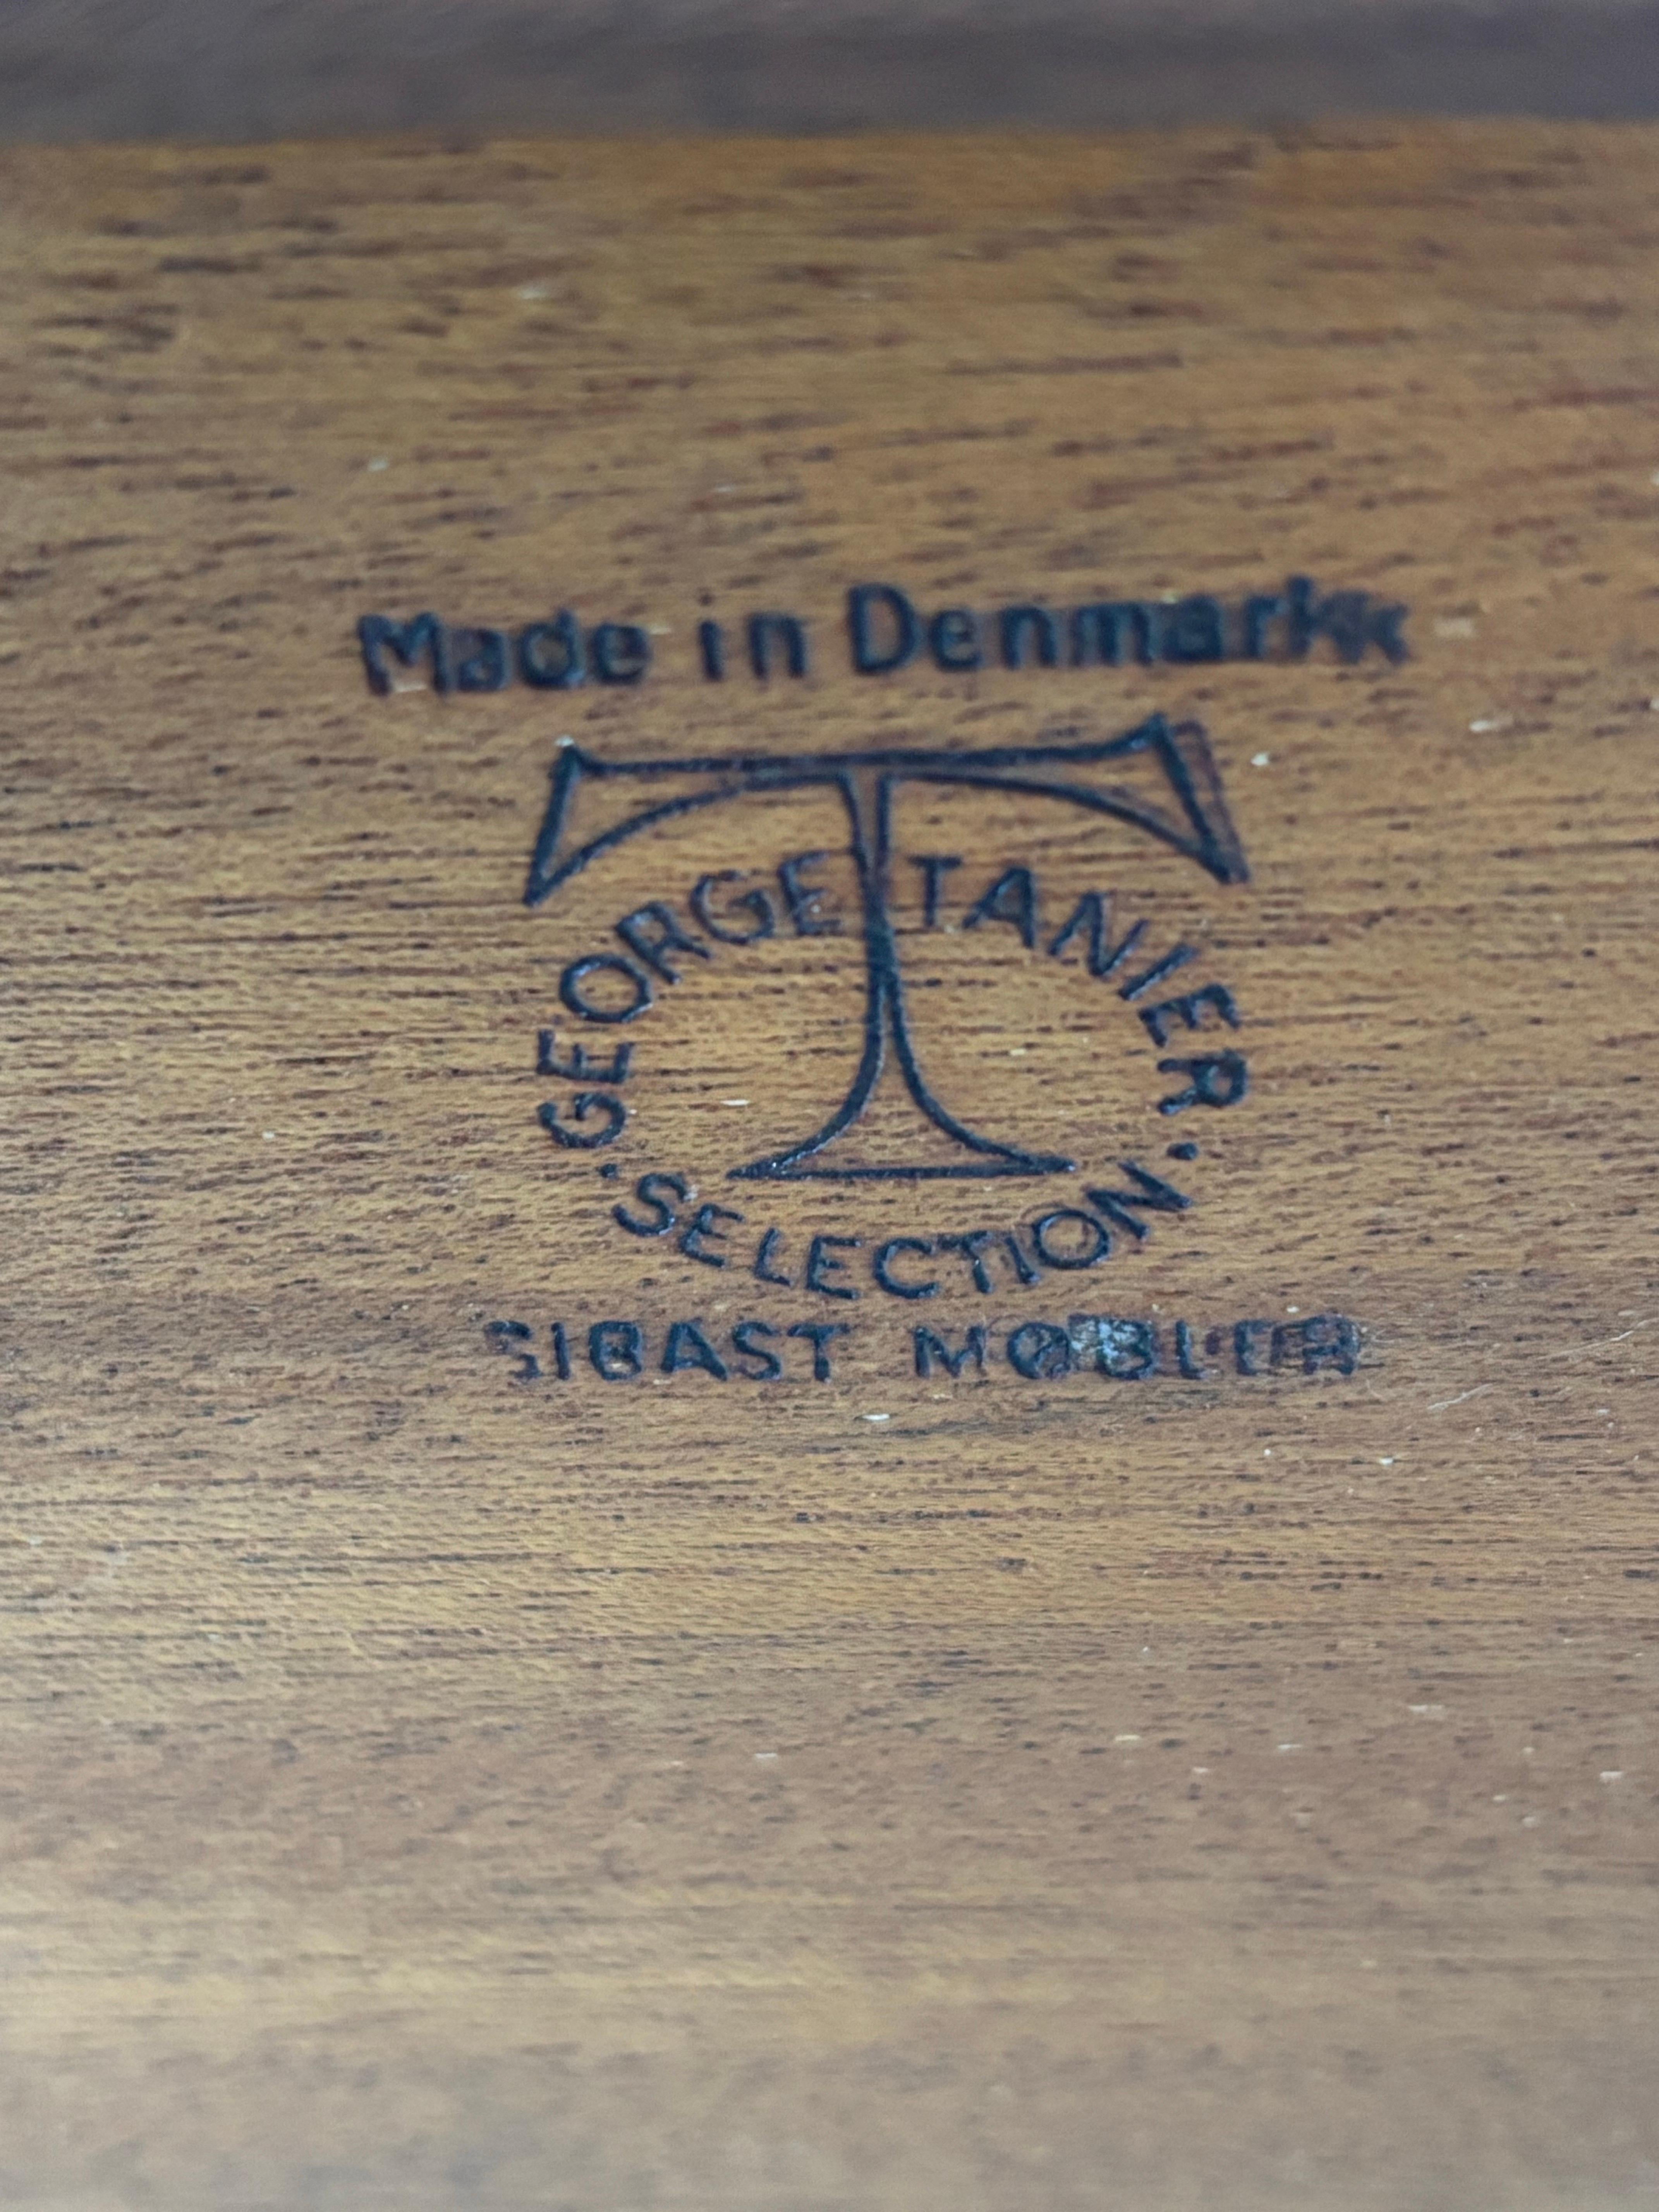 Made in Denmark
T
GEORGE TANIER
· SELECTION ·
SIBAST MØBLER